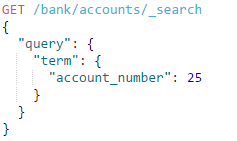 GET /bank/accounts/_search
{
  "query": {
    "term": {
      "account_number": 25
    }
  }
}